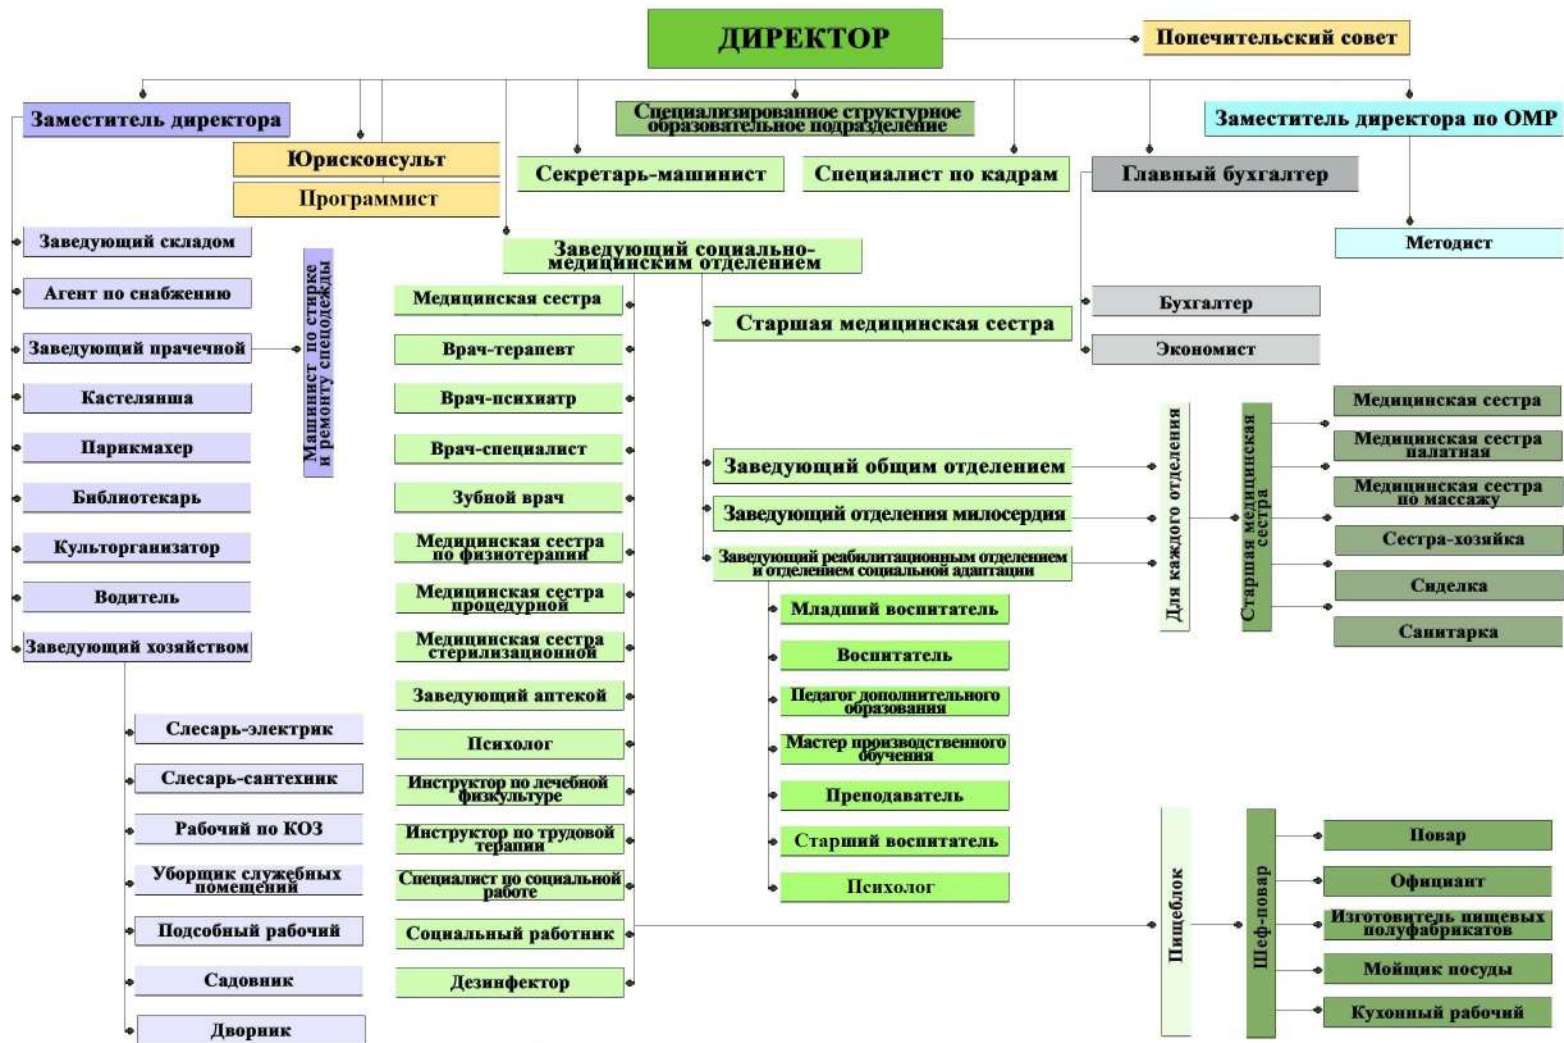 ДИРЕКТОР
Попечительский совет
Заместитель директора
Специализированное структурное
образовательное подразделение
Заместитель директора по ОМР
Юрисконсульт
Программист
Секретарь-машинист
Специалист по кадрам
Главный бухгалтер
Методист
Заведующий складом
Агент по снабжению
Заведующий прачечной
Кастелянша
Парикмахер
Библиотекарь
Культорганизатор
Водитель
Заведующий хозяйством
Машинист по стирке
и ремонту спецодежды
Слесарь-электрик
Слесарь-сантехник
Рабочий по КОЗ
Уборщик служебных
помещений
Подсобный рабочий
Садовник
Дворник
Заведующий социально-
медицинским отделением
Медицинская сестра
Врач-терапевт
Врач-психиатр
Врач-специалист
Зубной врач
Медицинская сестра
по физиотерапии
Медицинская сестра
процедурной
Медицинская сестра
стерилизационной
Заведующий аптекой
Психолог
Инструктор по лечебной
физкультуре
Инструктор по трудовой
терапии
Специалист по социальной
работе
Социальный работник
Дезинфектор
Старшая медицинская сестра
Заведующий общим отделением
Заведующий отделения милосердия
Заведующий реабилитационным отделением
и отделением социальной адаптации
Младший воспитатель
Воспитатель
Педагог дополнительного
образования
Мастер производственного
обучения
Преподаватель
Старший воспитатель
Психолог
Бухгалтер
Экономист
Для каждого отделения
Старшая медицинская
сестра
Медицинская сестра
Медицинская сестра
палатная
Медицинская сестра
по массажу
Сестра-хозяйка
Сиделка
Санитарка
Пищеблок
Шеф-повар
Повар
Официант
Изготовитель пищевых
полуфабрикатов
Мойщик посуды
Кухонный рабочий